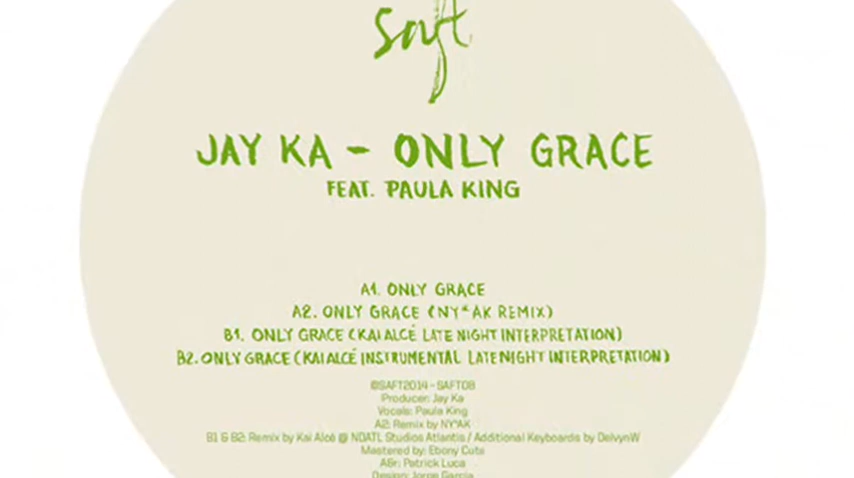 Saft
JAY KA - ONLY GRACE
FEAT. PAULA KING
A1. ONLY GRACE
A2. ONLY GRACE (NY*AK REMIX)
B1. ONLY GRACE (KAI ALCÉ LATE NIGHT INTERPRETATION)
B2. ONLY GRACE (KAI ALCÉ INSTRUMENTAL LATE NIGHT INTERPRETATION)
©SAFT2014 - SAFT08
Producer: Jay Ka
Vocals: Paula King
A2: Remix by NY*AK
B1 & B2: Remix by Kai Alcé @ NDATL Studios Atlantis / Additional Keyboards by DelvynW
Mastered by: Ebony Cuts
A&r: Patrick Luca
Design: Jorge Garcia